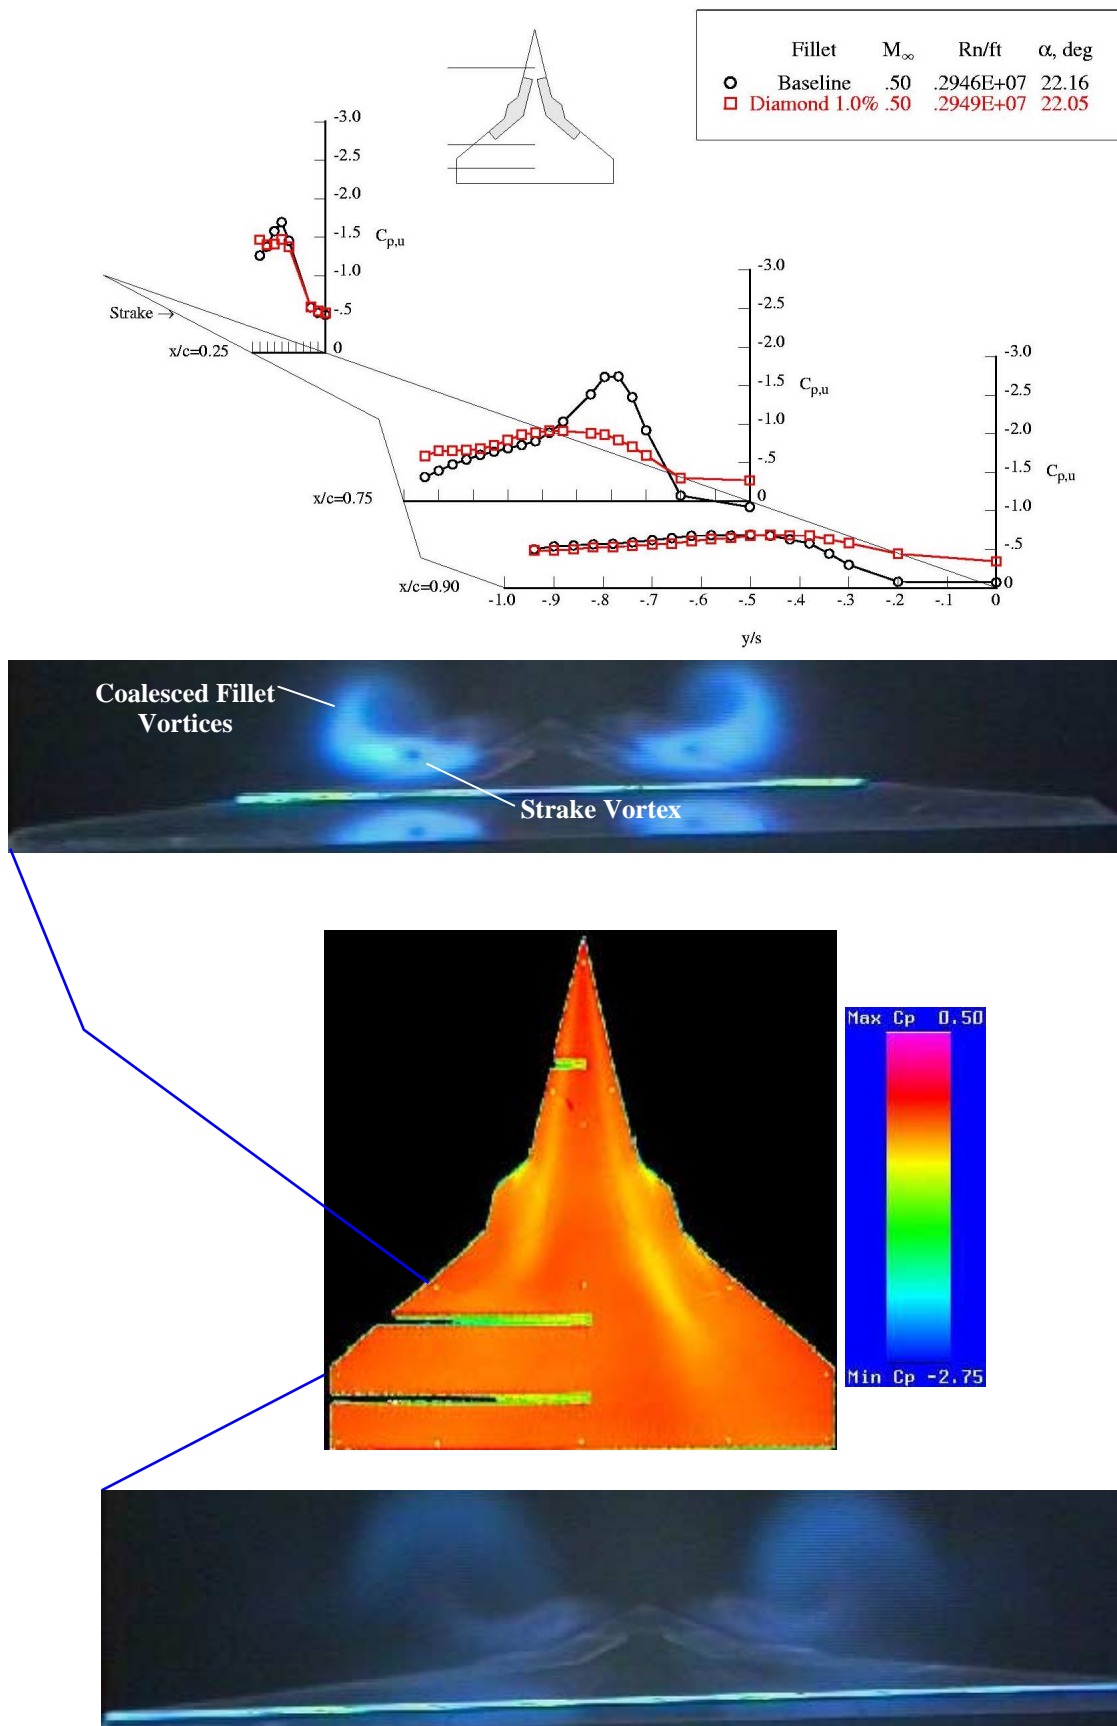 Fillet M∞ Rn/ft α, deg
Baseline .50 .2946E+07 22.16
Diamond 1.0% .50 .2949E+07 22.05
-3.0
-2.5
-2.0
-1.5
Cp,u
-1.0
-.5
0
Strake →
x/c=0.25
-3.0
-2.5
-2.0
-1.5
Cp,u
-1.0
-.5
0
x/c=0.75
-3.0
-2.5
-2.0
-1.5
Cp,u
-1.0
-.5
0
x/c=0.90
-1.0 -.9 -.8 -.7 -.6 -.5 -.4 -.3 -.2 -.1 0
y/s
Coalesced Fillet
Vortices
Strake Vortex
Max Cp 0.50
Min Cp -2.75